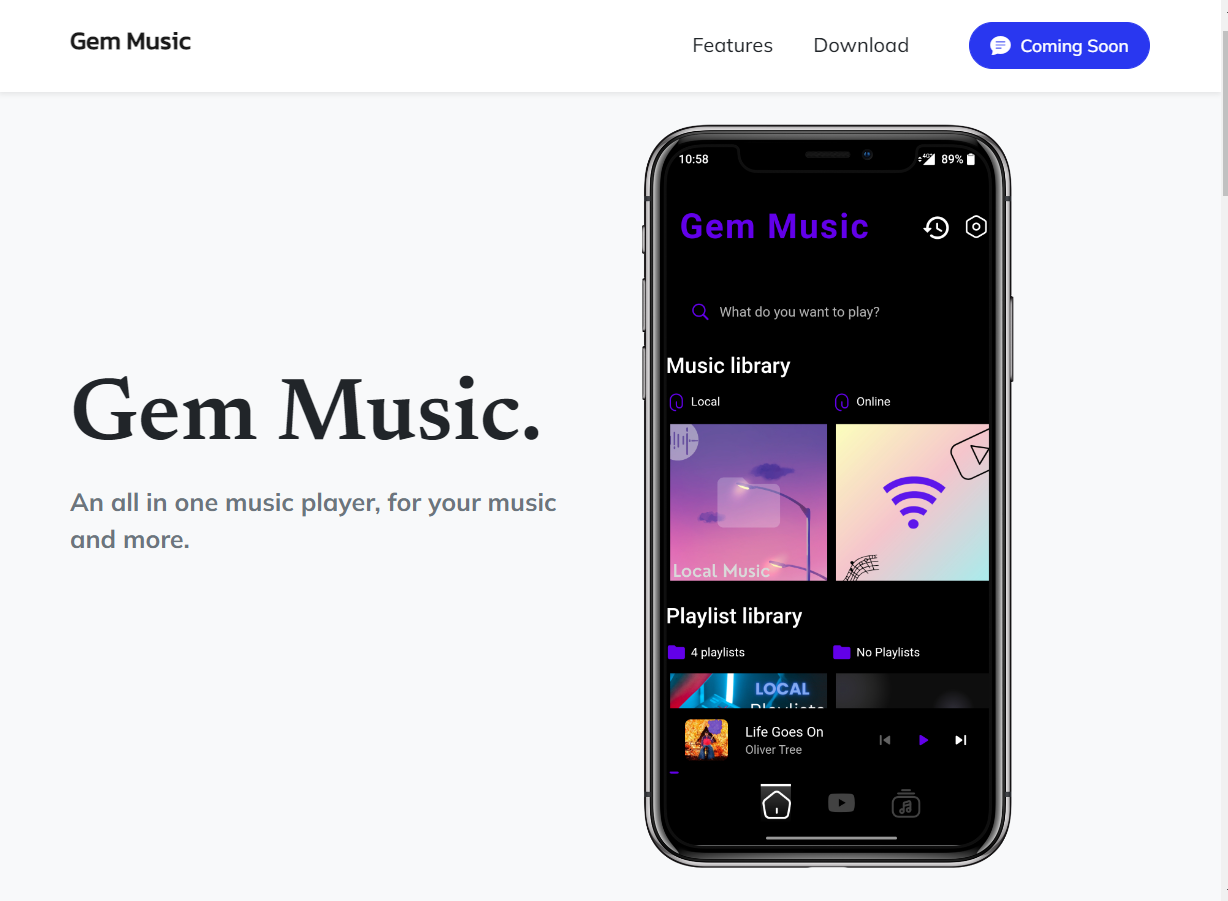 Gem Music
Features
Download
Coming Soon
Gem Music.
An all in one music player, for your music
and more.
10:58
89%
Gem Music
What do you want to play?
Music library
Local
Online
Local Music
Playlist library
4 playlists
No Playlists
LOCAL
Playlists
Life Goes On
Oliver Tree